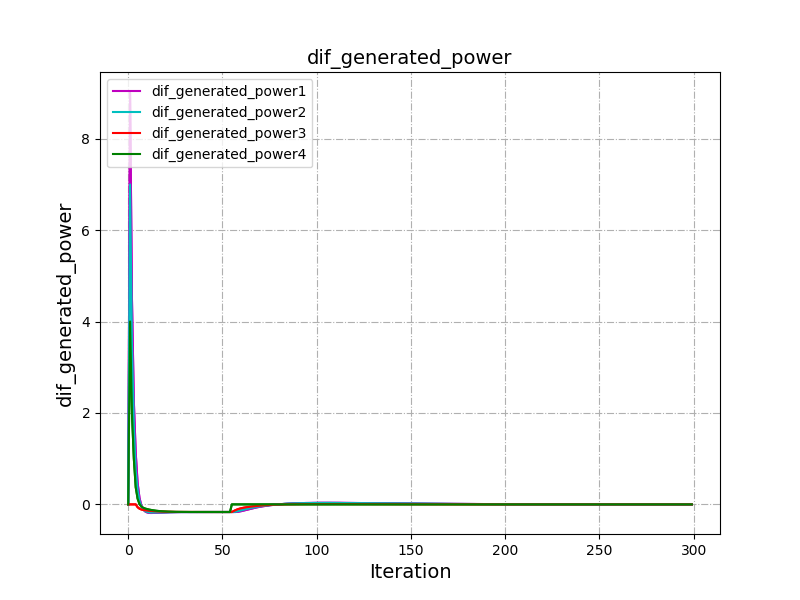 dif_generated_power
dif_generated_power1
dif_generated_power2
dif_generated_power3
dif_generated_power4
dif_generated_power
8
6
4
2
0
0 50 100 150 200 250 300
Iteration